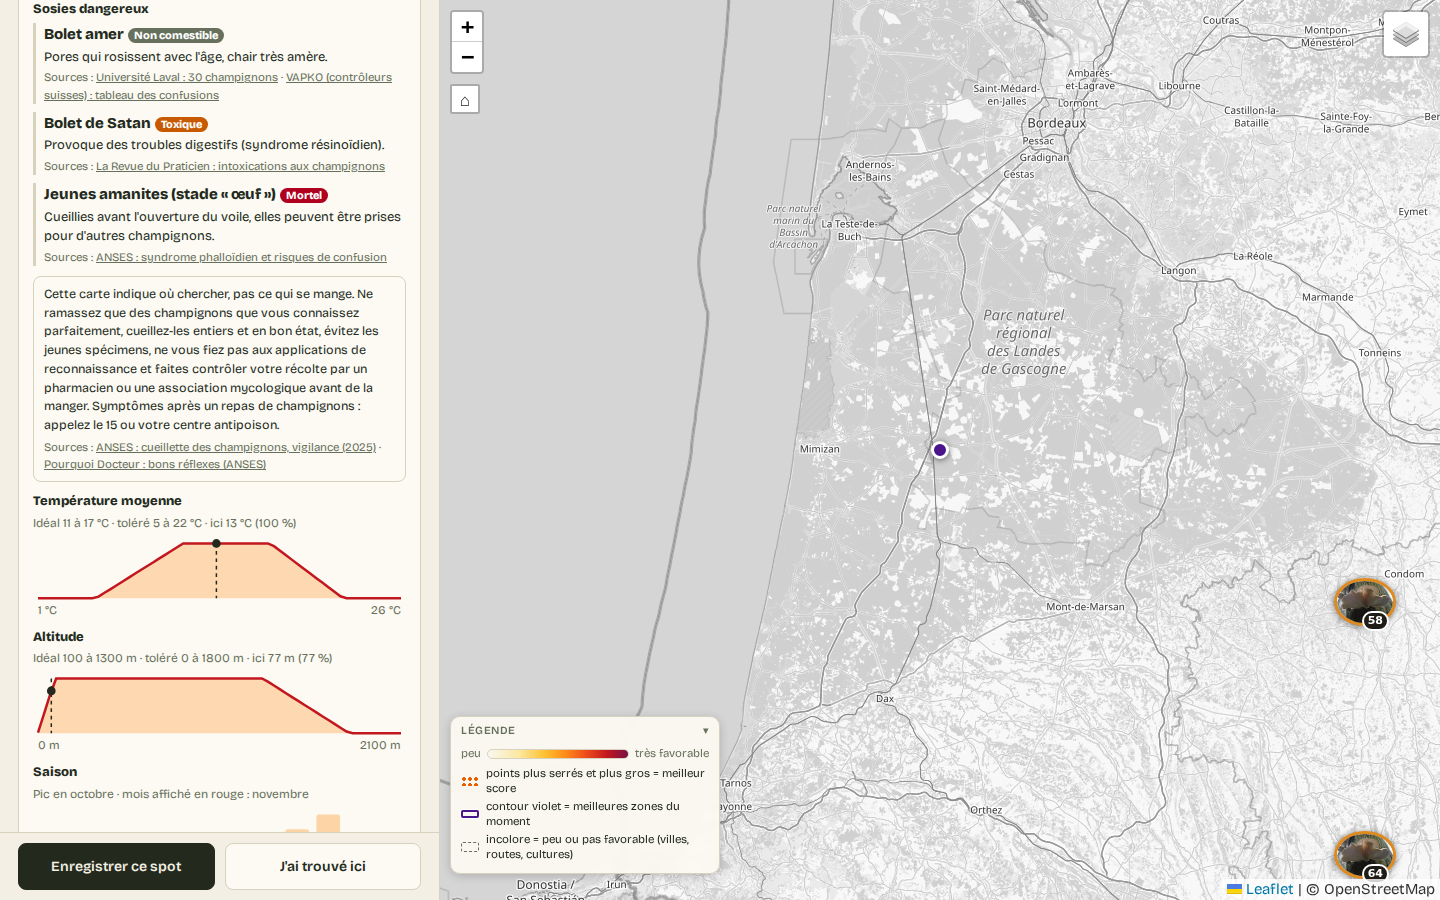 Sosies dangereux
Bolet amer Non comestible
Pores qui rosissent avec l'âge, chair très amère.
Sources : Université Laval : 30 champignons · VAPKO (contrôleurs
suisses) : tableau des confusions
Bolet de Satan Toxique
Provoque des troubles digestifs (syndrome résinoïdien).
Sources : La Revue du Praticien : intoxications aux champignons
Jeunes amanites (stade « œuf ») Mortel
Cueillies avant l'ouverture du voile, elles peuvent être prises
pour d'autres champignons.
Sources : ANSES : syndrome phalloïdien et risques de confusion
Cette carte indique où chercher, pas ce qui se mange. Ne
ramassez que des champignons que vous connaissez
parfaitement, cueillez-les entiers et en bon état, évitez les
jeunes spécimens, ne vous fiez pas aux applications de
reconnaissance et faites contrôler votre récolte par un
pharmacien ou une association mycologique avant de la
manger. Symptômes après un repas de champignons :
appelez le 15 ou votre centre antipoison.
Sources : ANSES : cueillette des champignons, vigilance (2025) ·
Pourquoi Docteur : bons réflexes (ANSES)
Température moyenne
Idéal 11 à 17 °C · toléré 5 à 22 °C · ici 13 °C (100 %)
1 °C 26 °C
Altitude
Idéal 100 à 1300 m · toléré 0 à 1800 m · ici 77 m (77 %)
0 m 2100 m
Saison
Pic en octobre · mois affiché en rouge : novembre
Enregistrer ce spot
J'ai trouvé ici
+
−
Coutras
Montpon-
Ménestérol
Ambarès-
et-Lagrave
Saint-Médard-
en-Jalles
Libourne
Lormont
Castillon-la-
Bataille
Sainte-Foy-
la-Grande
Ber
Bordeaux
Pessac
Gradignan
Cestas
Andernos-
les-Bains
Parc naturel
marin du
Bassin
d'Arcachon
La Teste-de-
Buch
Eymet
La Réole
Langon
Marmande
Parc naturel
régional
des Landes
de Gascogne
Tonneins
Mimizan
Condom
58
Mont-de-Marsan
Dax
LÉGENDE ▾
peu très favorable
points plus serrés et plus gros = meilleur
score
contour violet = meilleures zones du
moment
incolore = peu ou pas favorable (villes,
routes, cultures)
Tarnos
ayonne
Orthez
64
Donostia /
San Sebastián
Irun
Leaflet | © OpenStreetMap